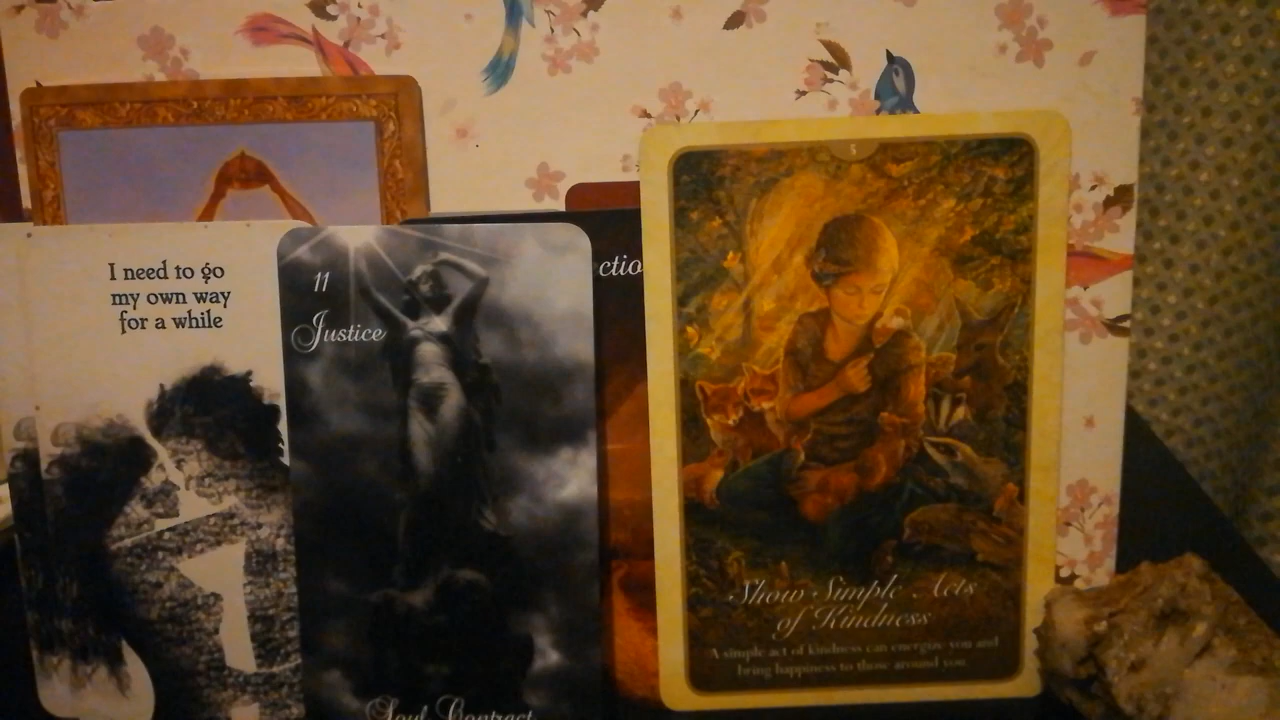 I need to go
my own way
for a while
11
Justice
Soul Contract
ctio
5
Show Simple Acts
of Kindness
A simple act of kindness can energize you and
bring happiness to those around you.